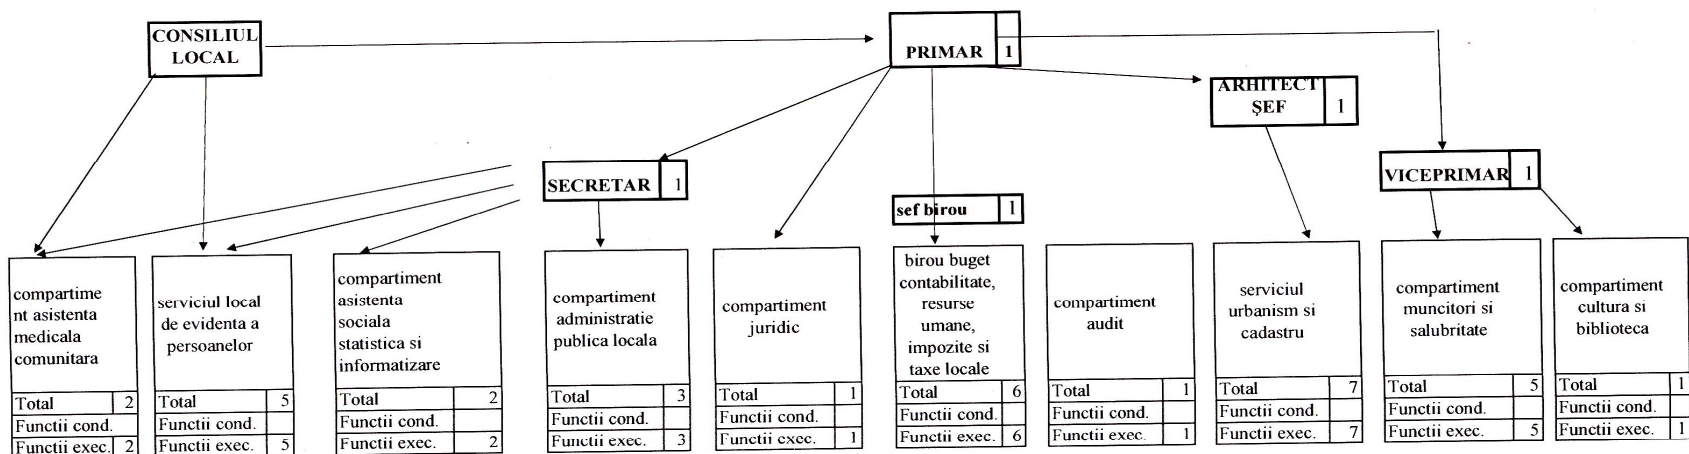 CONSILIUL
LOCAL
PRIMAR 1
ARHITECT
ŞEF 1
SECRETAR 1
VICEPRIMAR 1
sef birou 1
compartime
nt asistenta
medicala
comunitara
Total 2
Functii cond.
Functii exec. 2
serviciul local
de evidenta a
persoanelor
Total 5
Functii cond.
Functii exec. 5
compartiment
asistenta
sociala
statistica si
informatizare
Total 2
Functii cond.
Functii exec. 2
compartiment
administratie
publica locala
Total 3
Functii cond.
Functii exec. 3
compartiment
juridic
Total 1
Functii cond.
Functii exec. 1
birou buget
contabilitate,
resurse
umane,
impozite si
taxe locale
Total 6
Functii cond.
Functii exec. 6
compartiment
audit
Total 1
Functii cond.
Functii exec. 1
serviciul
urbanism si
cadastru
Total 7
Functii cond.
Functii exec. 7
compartiment
muncitori si
salubritate
Total 5
Functii cond.
Functii exec. 5
compartiment
cultura si
biblioteca
Total 1
Functii cond.
Functii exec. 1